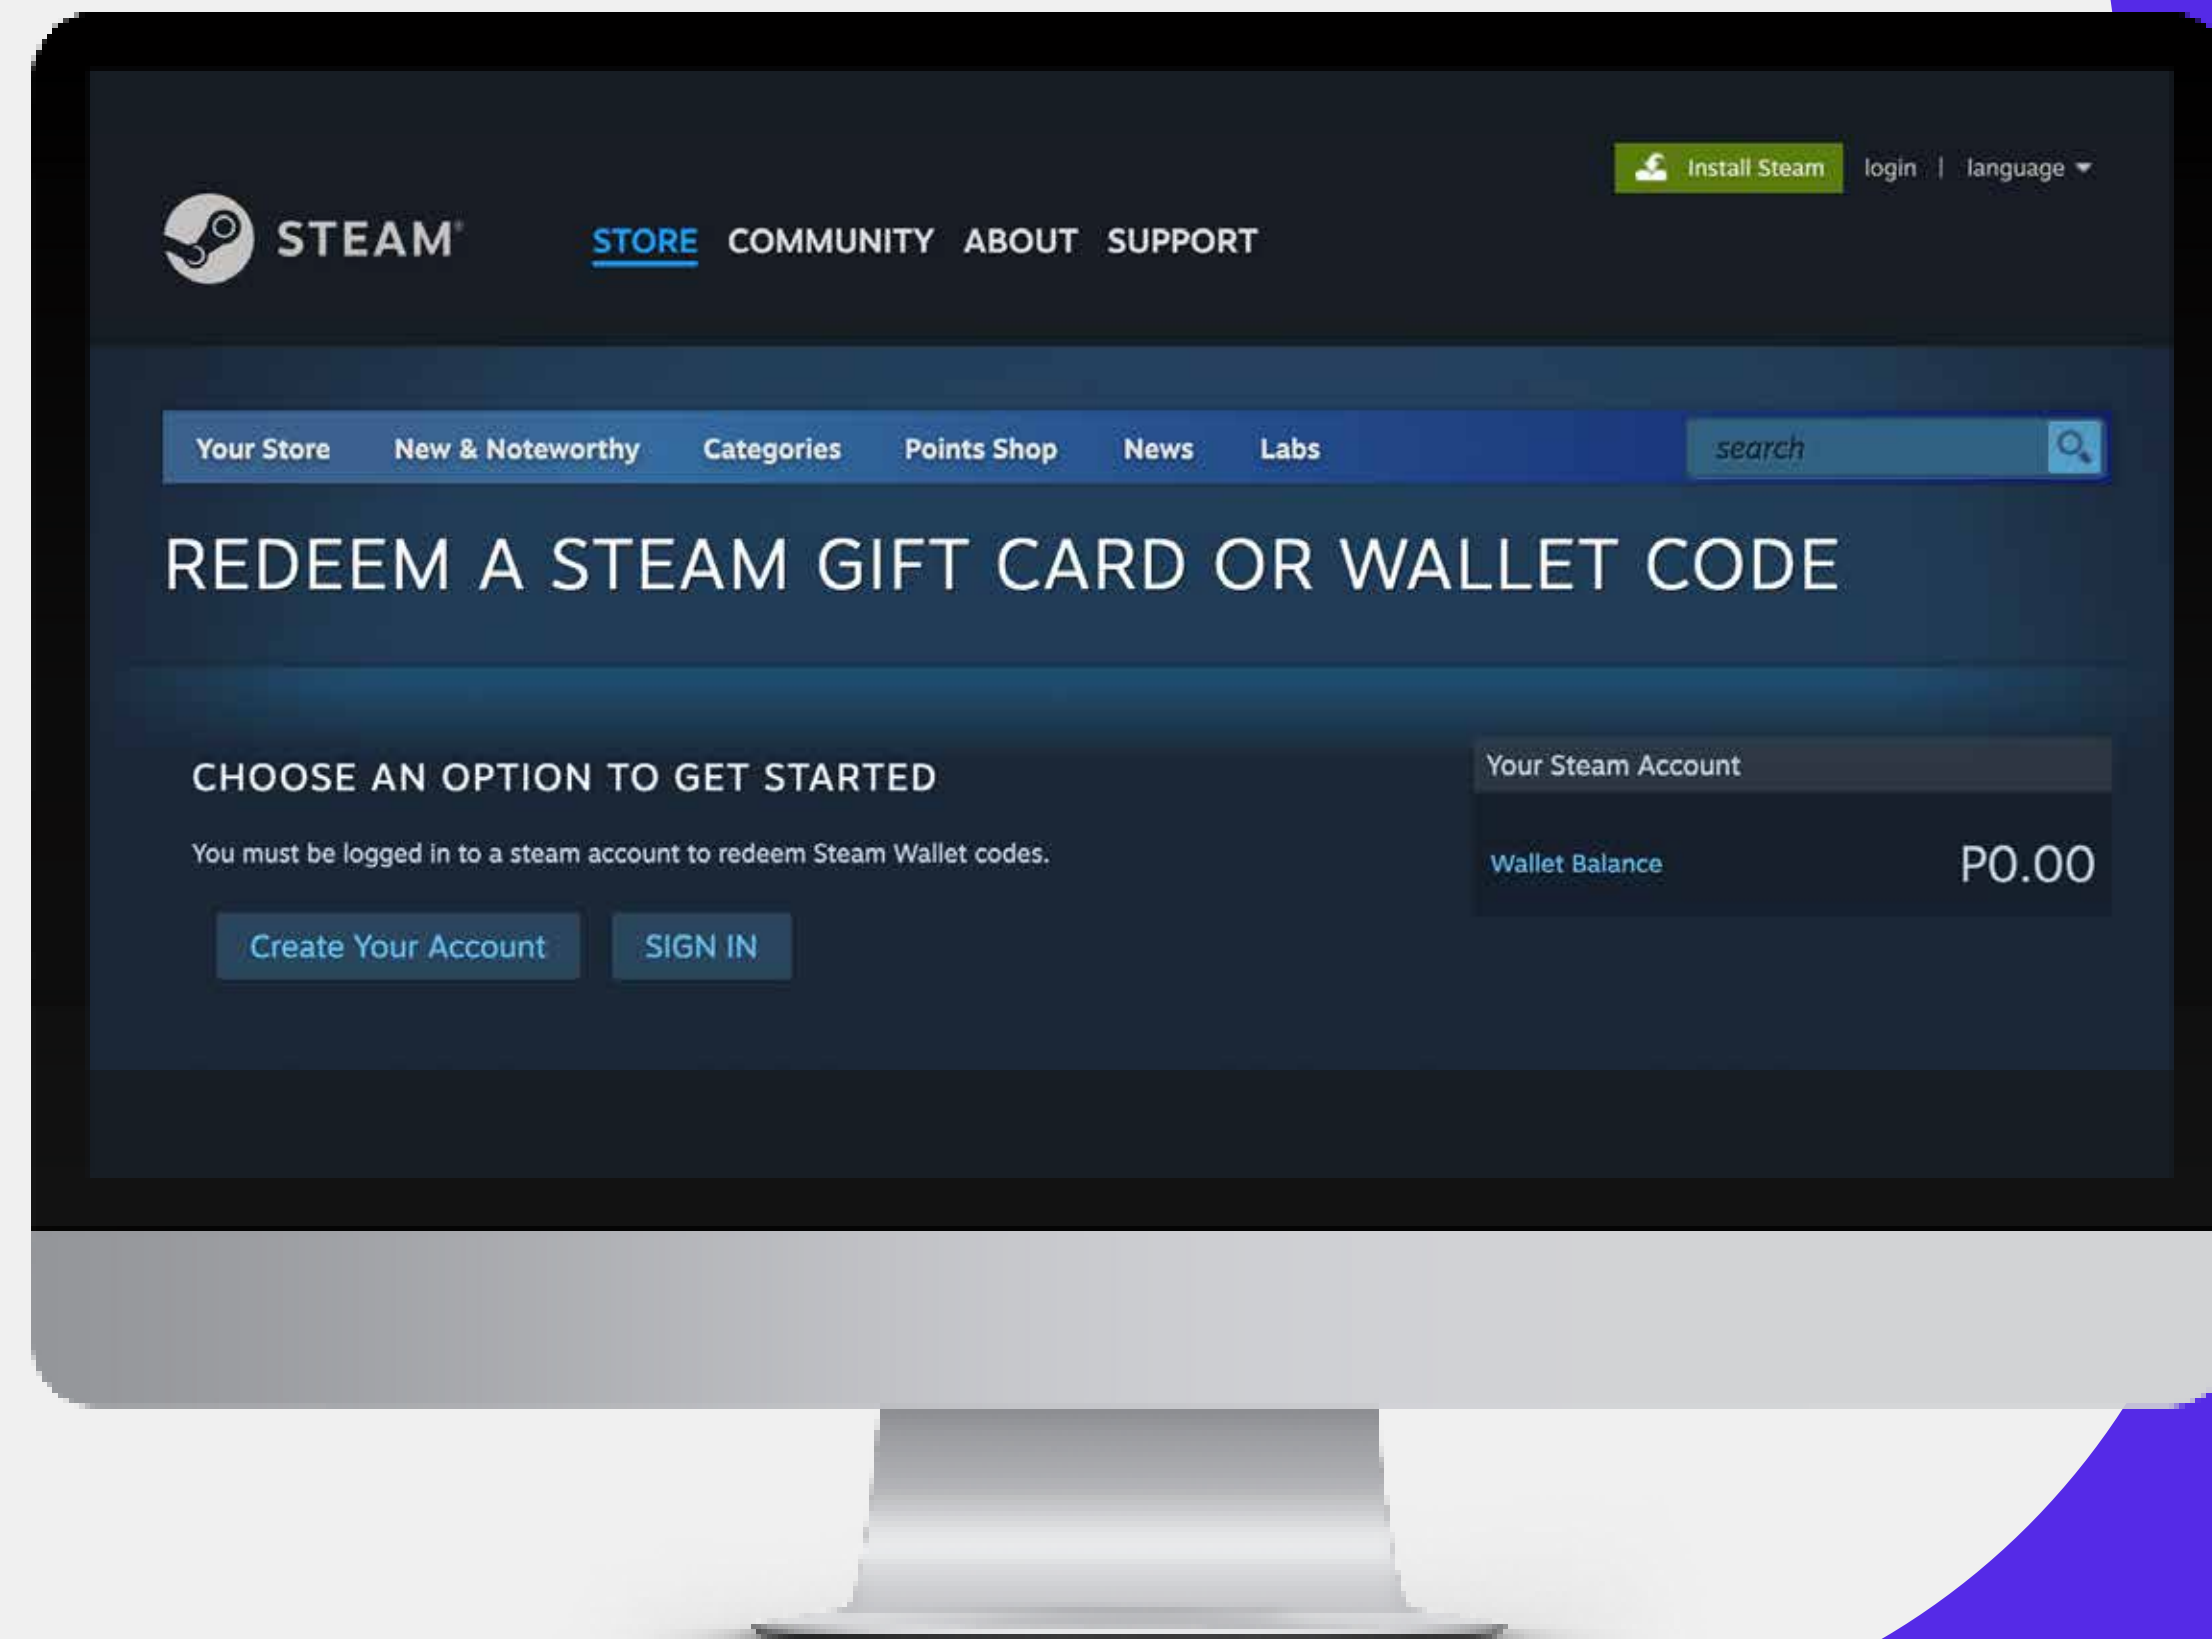 Install Steam login | language
STEAM® STORE COMMUNITY ABOUT SUPPORT
Your Store New & Noteworthy Categories Points Shop News Labs search
REDEEM A STEAM GIFT CARD OR WALLET CODE
CHOOSE AN OPTION TO GET STARTED
You must be logged in to a steam account to redeem Steam Wallet codes.
Create Your Account SIGN IN
Your Steam Account
Wallet Balance P0.00